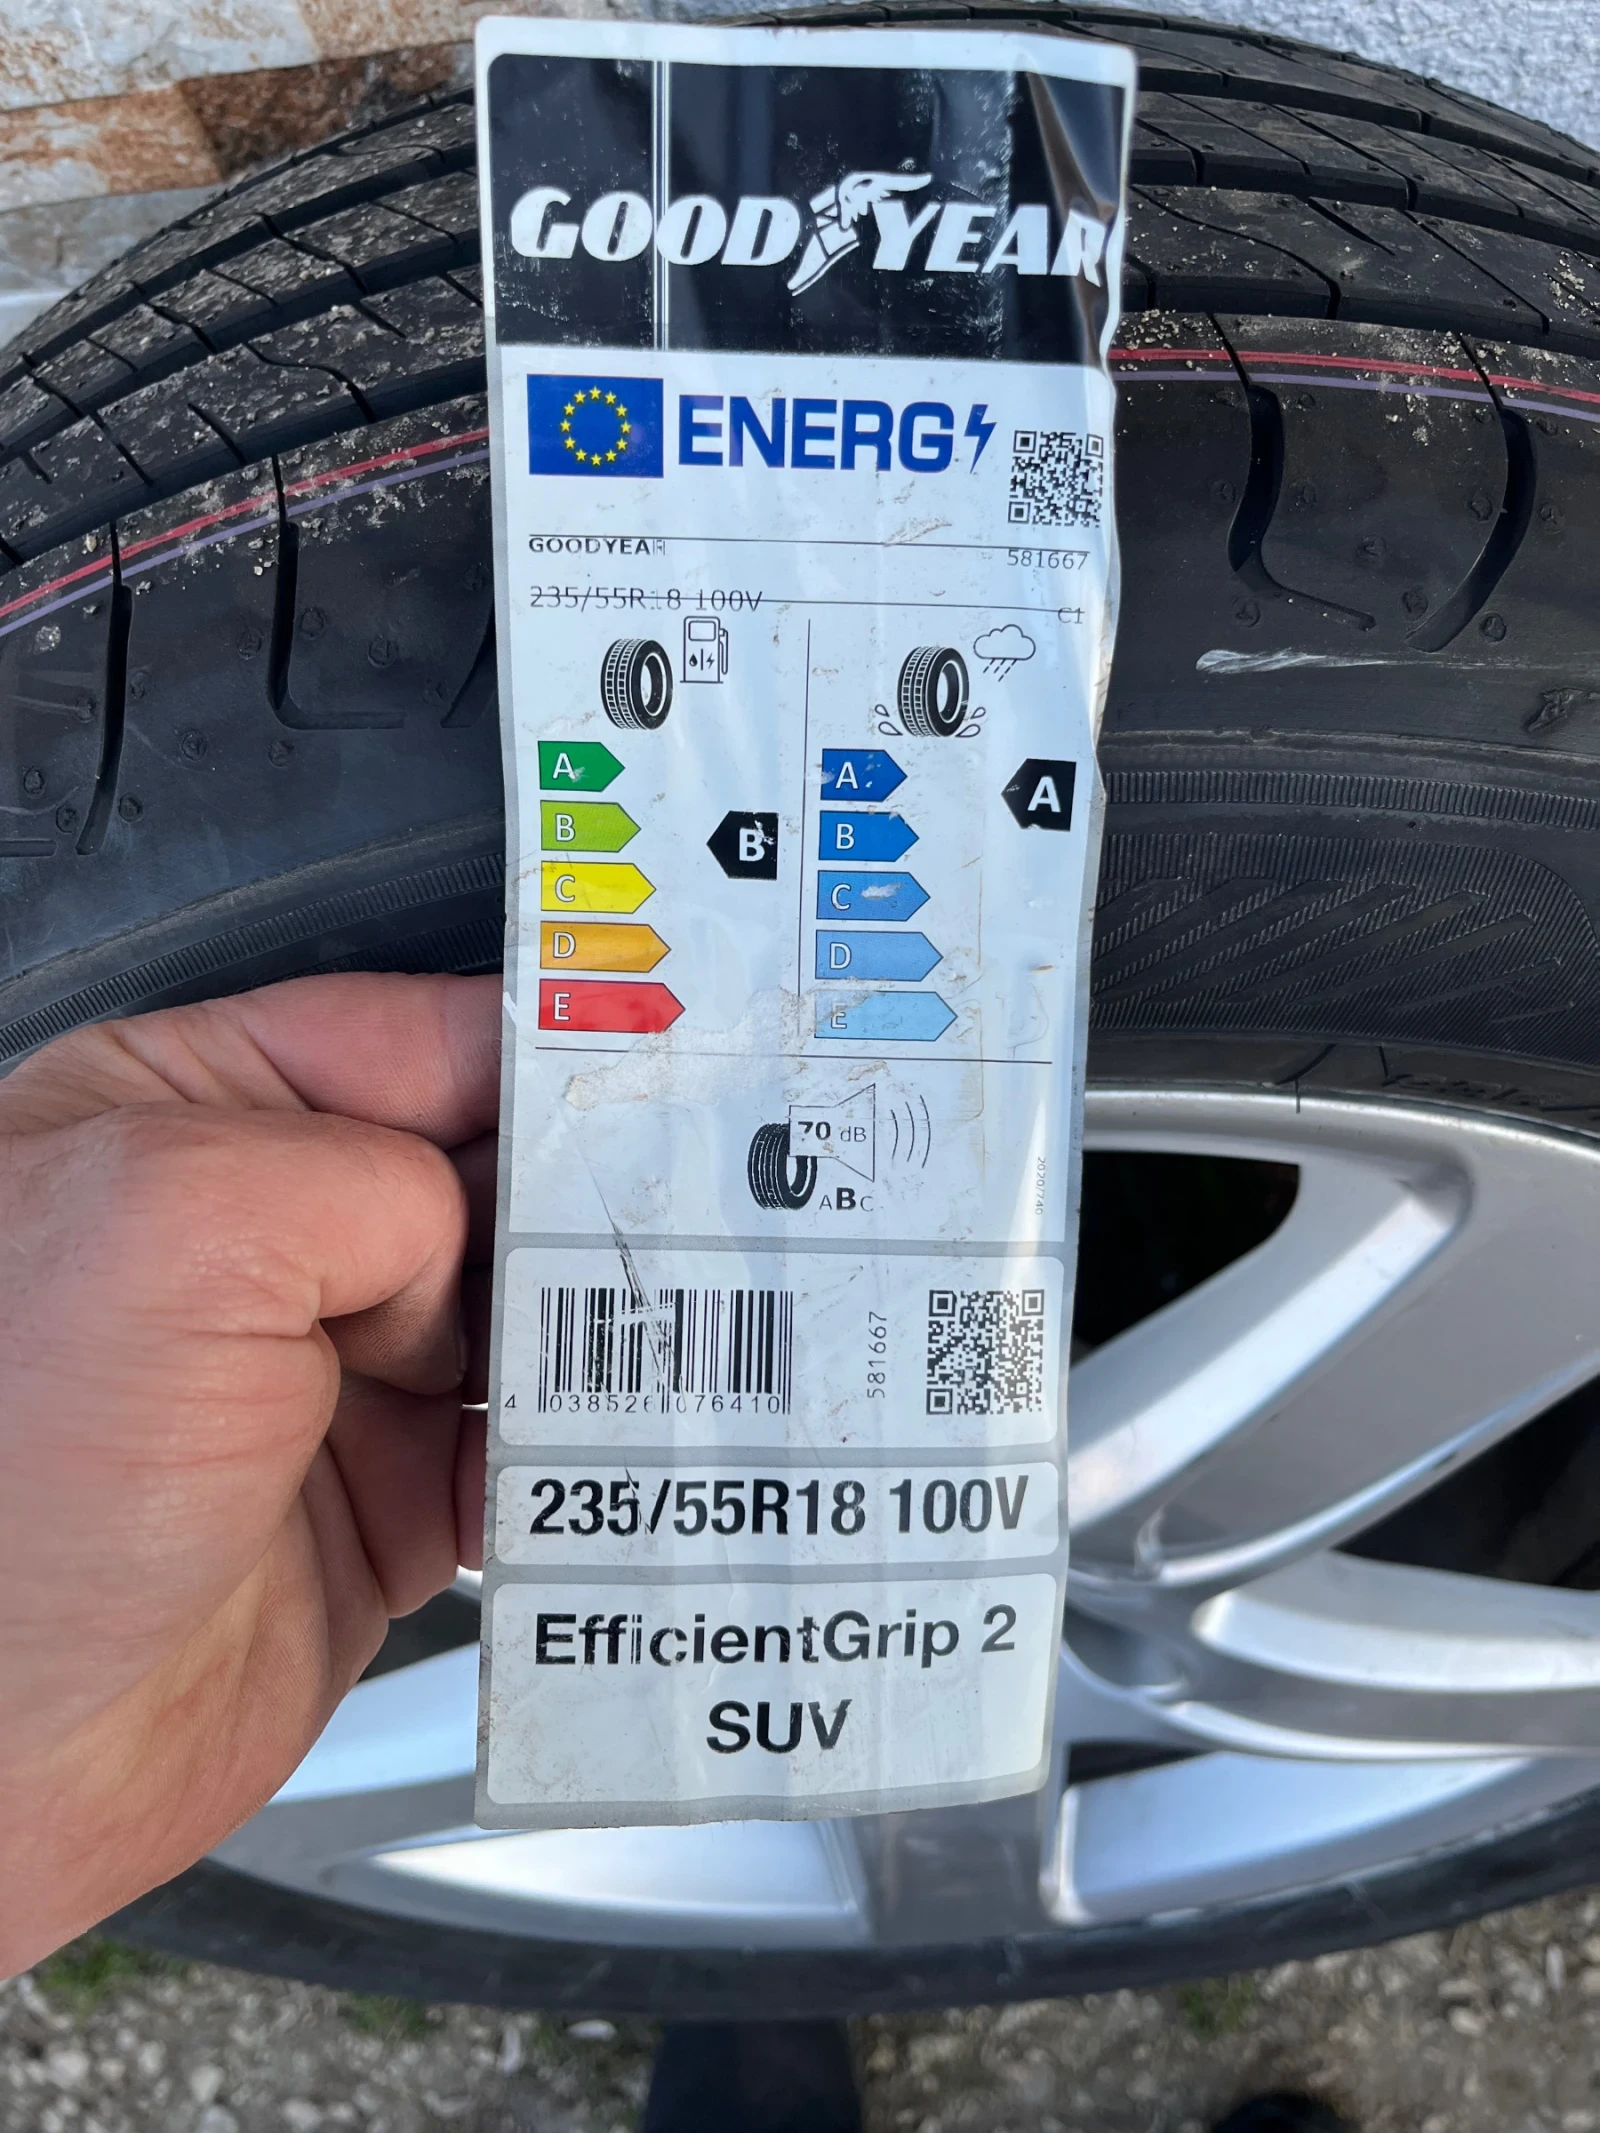 GOODYEAR
ENERG
GOODYEAR
581667
235/55R18 100V
C1
A
B
C
D
E
B
A
B
C
D
E
A
70 dB
ABC
2020/740
4 038526 076410
581667
235/55R18 100V
EfficientGrip 2
SUV